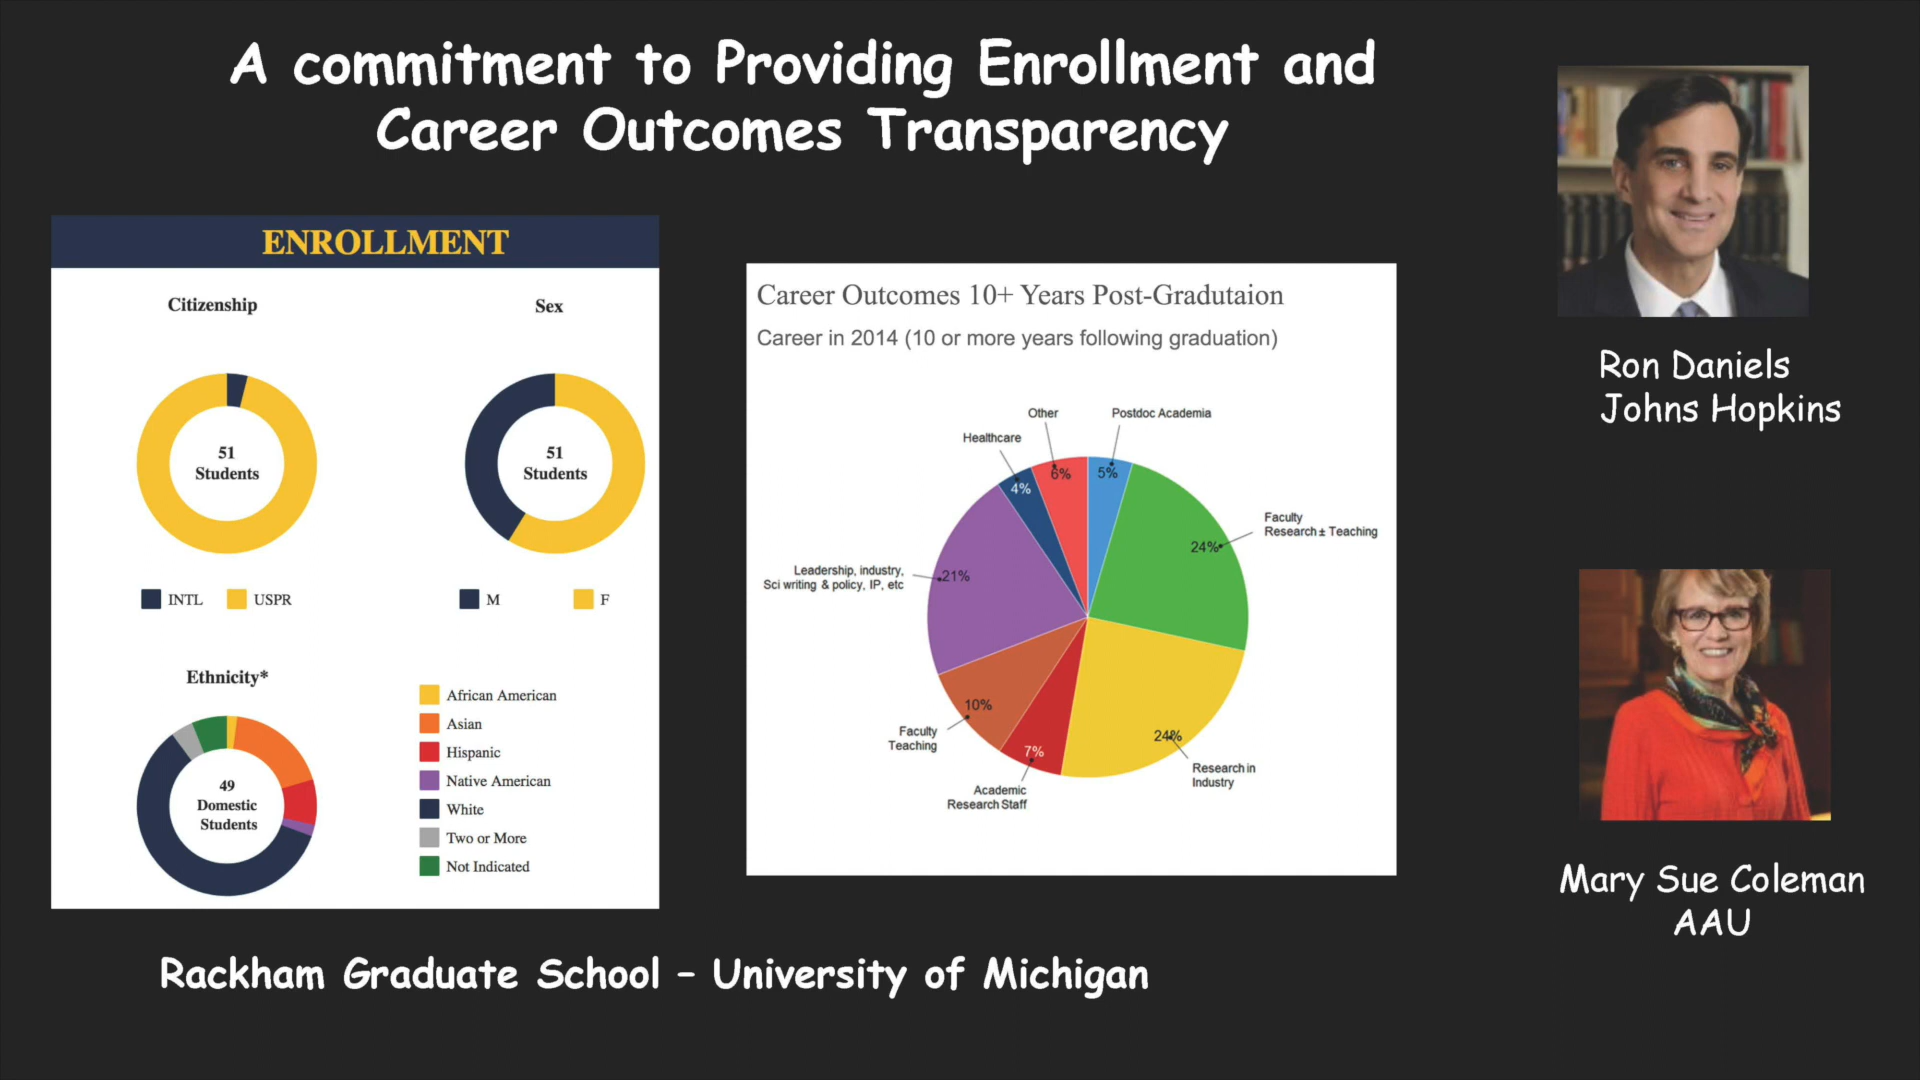 A commitment to Providing Enrollment and
Career Outcomes Transparency
ENROLLMENT
Citizenship
Sex
51
Students
51
Students
INTL
USPR
M
F
Ethnicity*
49
Domestic
Students
African American
Asian
Hispanic
Native American
White
Two or More
Not Indicated
Career Outcomes 10+ Years Post-Gradutaion
Career in 2014 (10 or more years following graduation)
Other
Postdoc Academia
Healthcare
6%
5%
4%
Faculty
Research ± Teaching
24%
Leadership, industry,
Sci writing & policy, IP, etc
21%
10%
Faculty
Teaching
24%
7%
Research in
Industry
Academic
Research Staff
Ron Daniels
Johns Hopkins
Mary Sue Coleman
AAU
Rackham Graduate School – University of Michigan